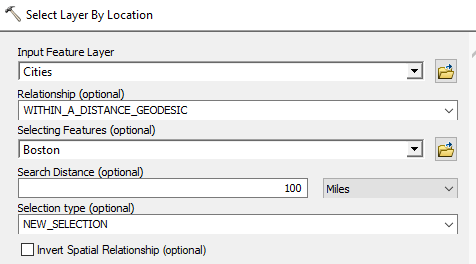 Select Layer By Location
Input Feature Layer
Cities
Relationship (optional)
WITHIN_A_DISTANCE_GEODESIC
Selecting Features (optional)
Boston
Search Distance (optional)
100 Miles
Selection type (optional)
NEW_SELECTION
Invert Spatial Relationship (optional)